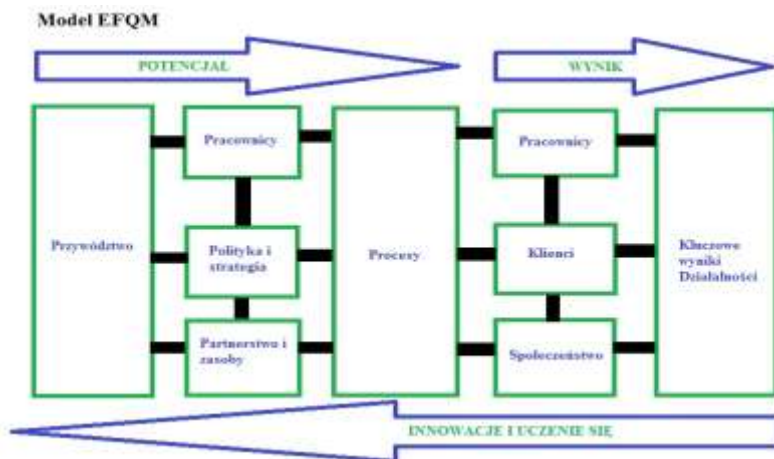 Model EFQM
POTENCJAŁ
WYNIK
Pracownicy
Pracownicy
Przywództwo
Polityka i
strategia
Procesy
Klienci
Kluczowe
wyniki
Działalności
Partnerstwo i
zasoby
Społeczeństwo
INNOWACJE I UCZENIE SIĘ